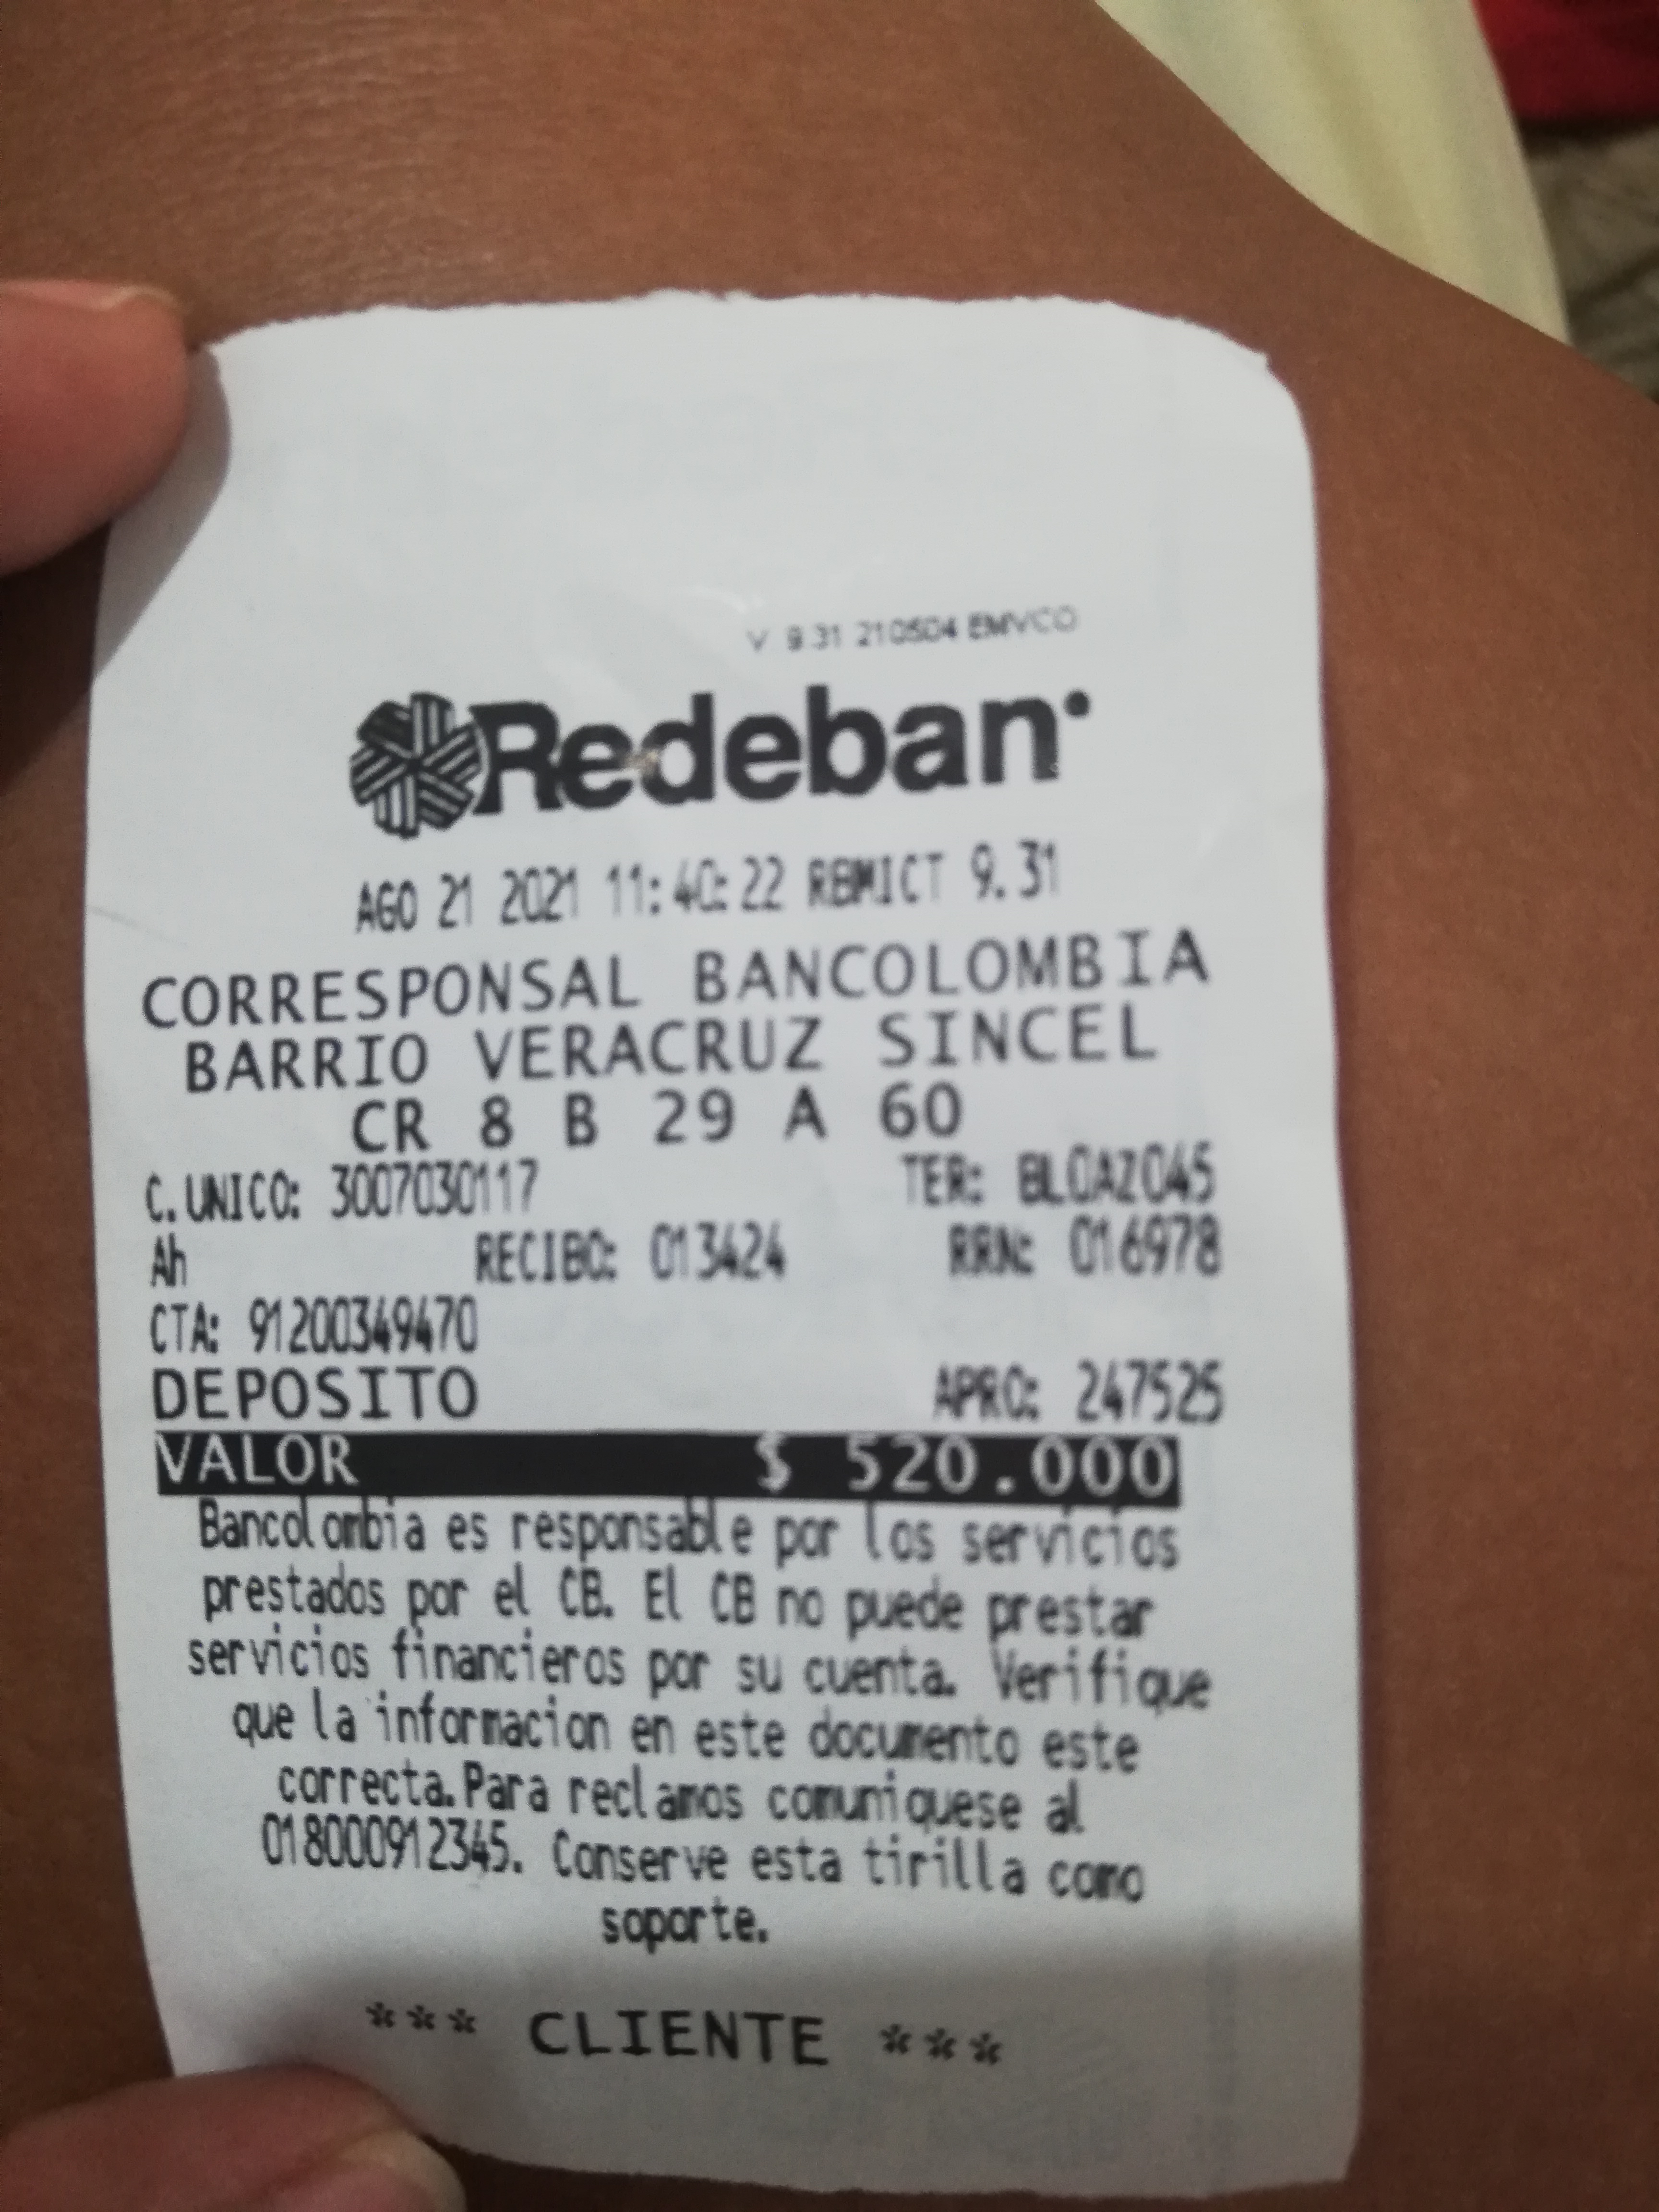 V 9.31 210504 EMVCO
Redeban
AGO 21 2021 11:40:22 RBMICT 9.31
CORRESPONSAL BANCOLOMBIA
BARRIO VERACRUZ SINCEL
CR 8 B 29 A 60
C.UNICO: 3007030117 TER: BLOAZ045
Ah RECIBO: 013424 RRN: 016978
CTA: 91200349470
DEPOSITO APRO: 247525
VALOR $ 520.000
Bancolombia es responsable por los servicios
prestados por el CB. El CB no puede prestar
servicios financieros por su cuenta. Verifique
que la informacion en este documento este
correcta.Para reclamos comuniquese al
018000912345. Conserve esta tirilla como
soporte.
*** CLIENTE ***